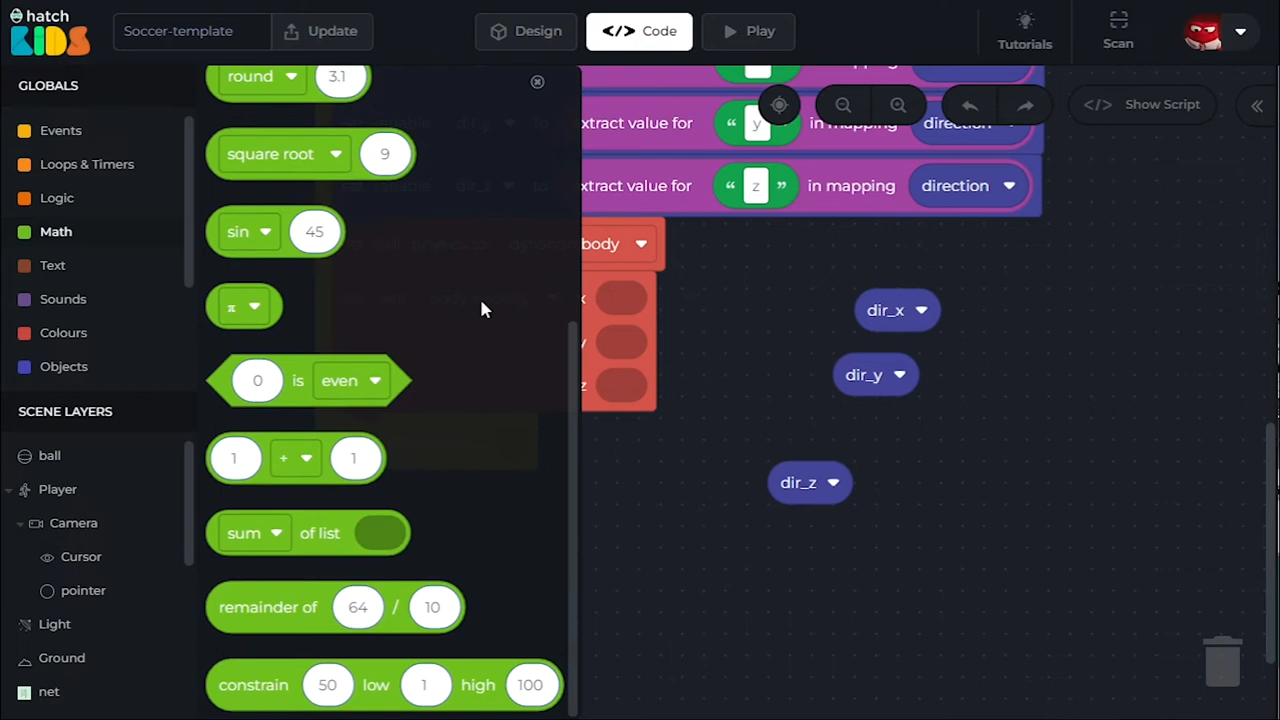 hatch
KIDS
Soccer-template
Update
Design
</> Code
Play
Tutorials
Scan
GLOBALS
Events
Loops & Timers
Logic
Math
Text
Sounds
Colours
Objects
SCENE LAYERS
ball
Player
Camera
Cursor
pointer
Light
Ground
net
round 3.1
square root 9
sin 45
π
0 is even
1 + 1
sum of list
remainder of 64 / 10
constrain 50 low 1 high 100
extract value for “ y ” in mapping direction
extract value for “ z ” in mapping direction
body
x
y
z
dir_x
dir_y
dir_z
</> Show Script